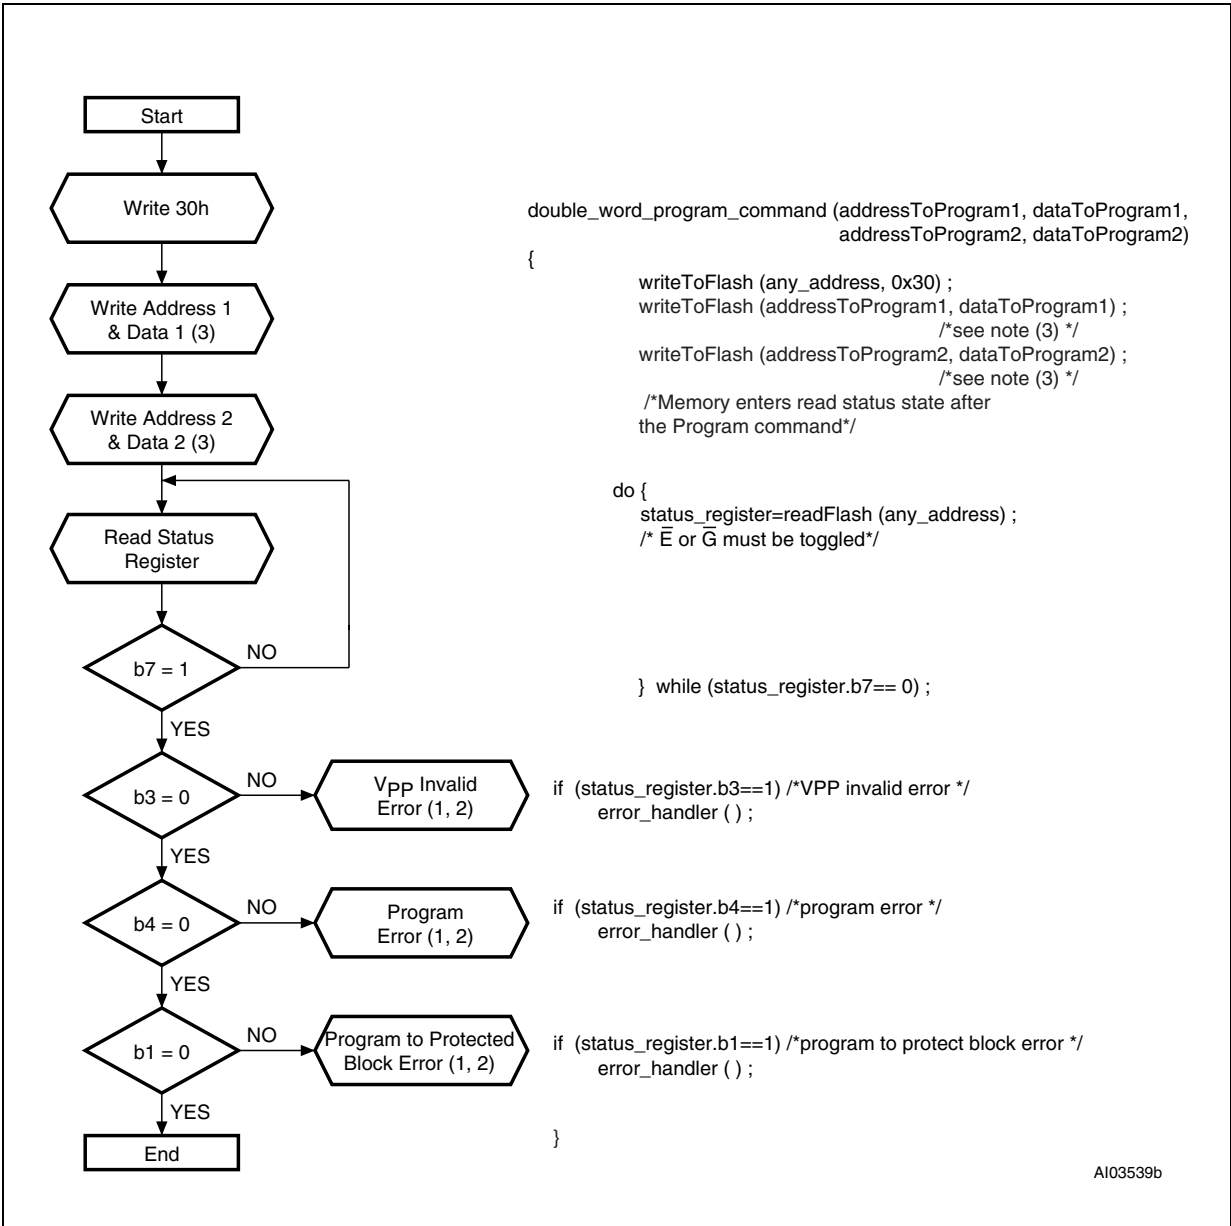 Start
Write 30h
Write Address 1
& Data 1 (3)
Write Address 2
& Data 2 (3)
Read Status
Register
b7 = 1
NO
YES
b3 = 0
NO
VPP Invalid
Error (1, 2)
YES
b4 = 0
NO
Program
Error (1, 2)
YES
b1 = 0
NO
Program to Protected
Block Error (1, 2)
YES
End
double_word_program_command (addressToProgram1, dataToProgram1,
addressToProgram2, dataToProgram2)
{
writeToFlash (any_address, 0x30) ;
writeToFlash (addressToProgram1, dataToProgram1) ;
/*see note (3) */
writeToFlash (addressToProgram2, dataToProgram2) ;
/*see note (3) */
/*Memory enters read status state after
the Program command*/
do {
status_register=readFlash (any_address) ;
/* E̅ or G̅ must be toggled*/
} while (status_register.b7== 0) ;
if (status_register.b3==1) /*VPP invalid error */
error_handler ( ) ;
if (status_register.b4==1) /*program error */
error_handler ( ) ;
if (status_register.b1==1) /*program to protect block error */
error_handler ( ) ;
}
AI03539b